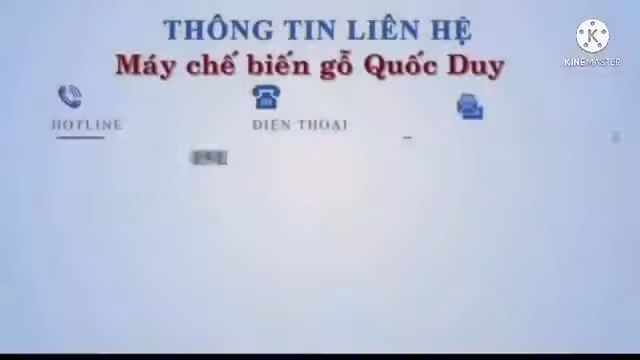 THÔNG TIN LIÊN HỆ
KINEMASTER
Máy chế biến gỗ Quốc Duy
HOTLINE
ĐIỆN THOẠI